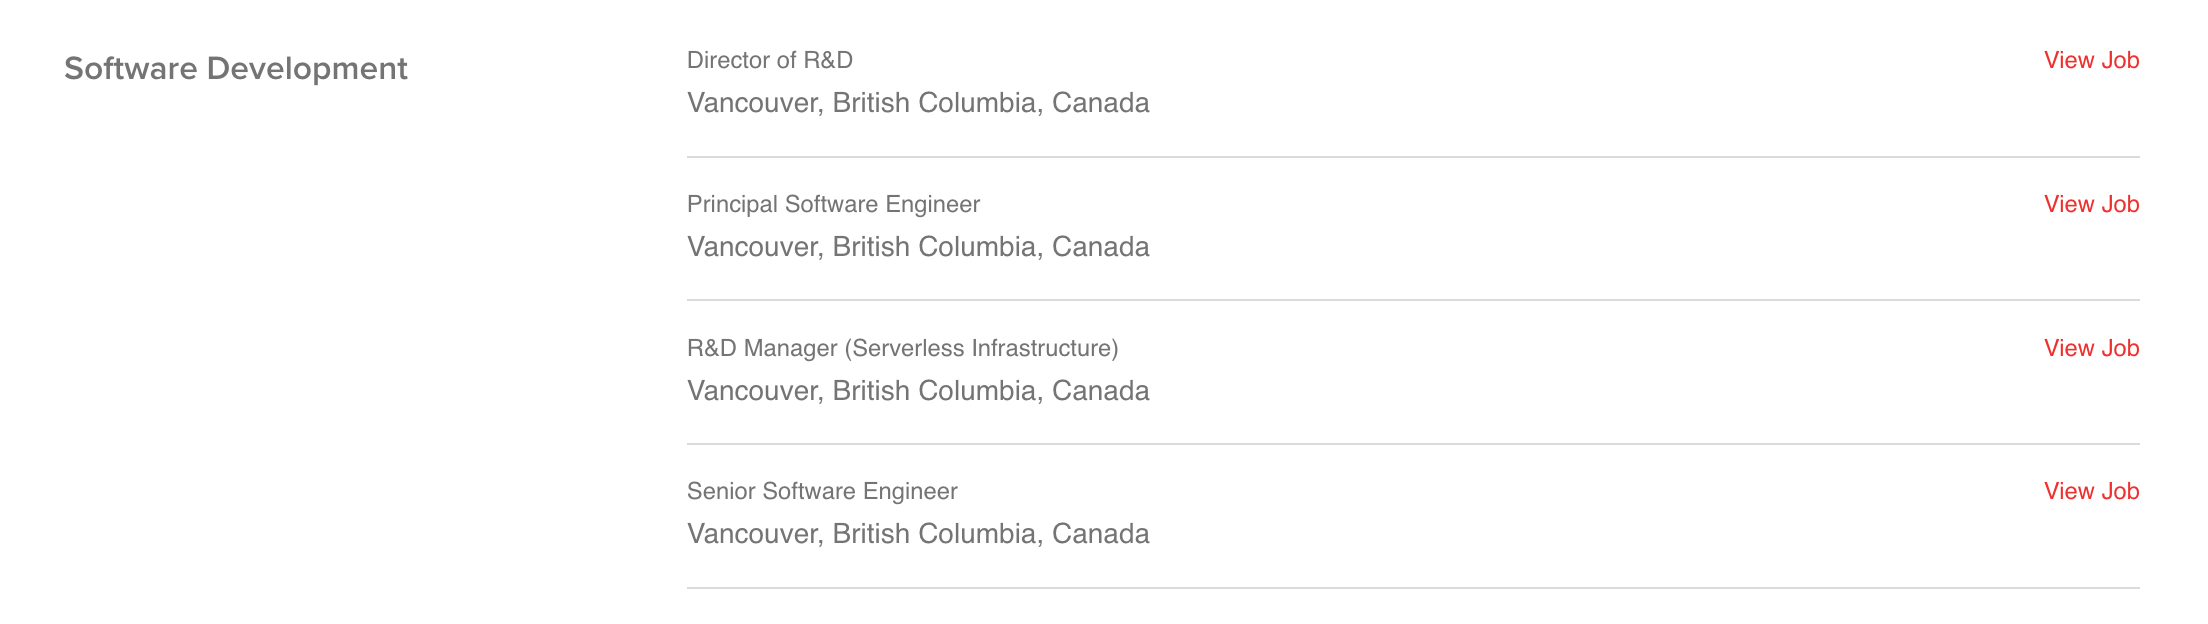 Software Development
Director of R&D
View Job
Vancouver, British Columbia, Canada
Principal Software Engineer
View Job
Vancouver, British Columbia, Canada
R&D Manager (Serverless Infrastructure)
View Job
Vancouver, British Columbia, Canada
Senior Software Engineer
View Job
Vancouver, British Columbia, Canada